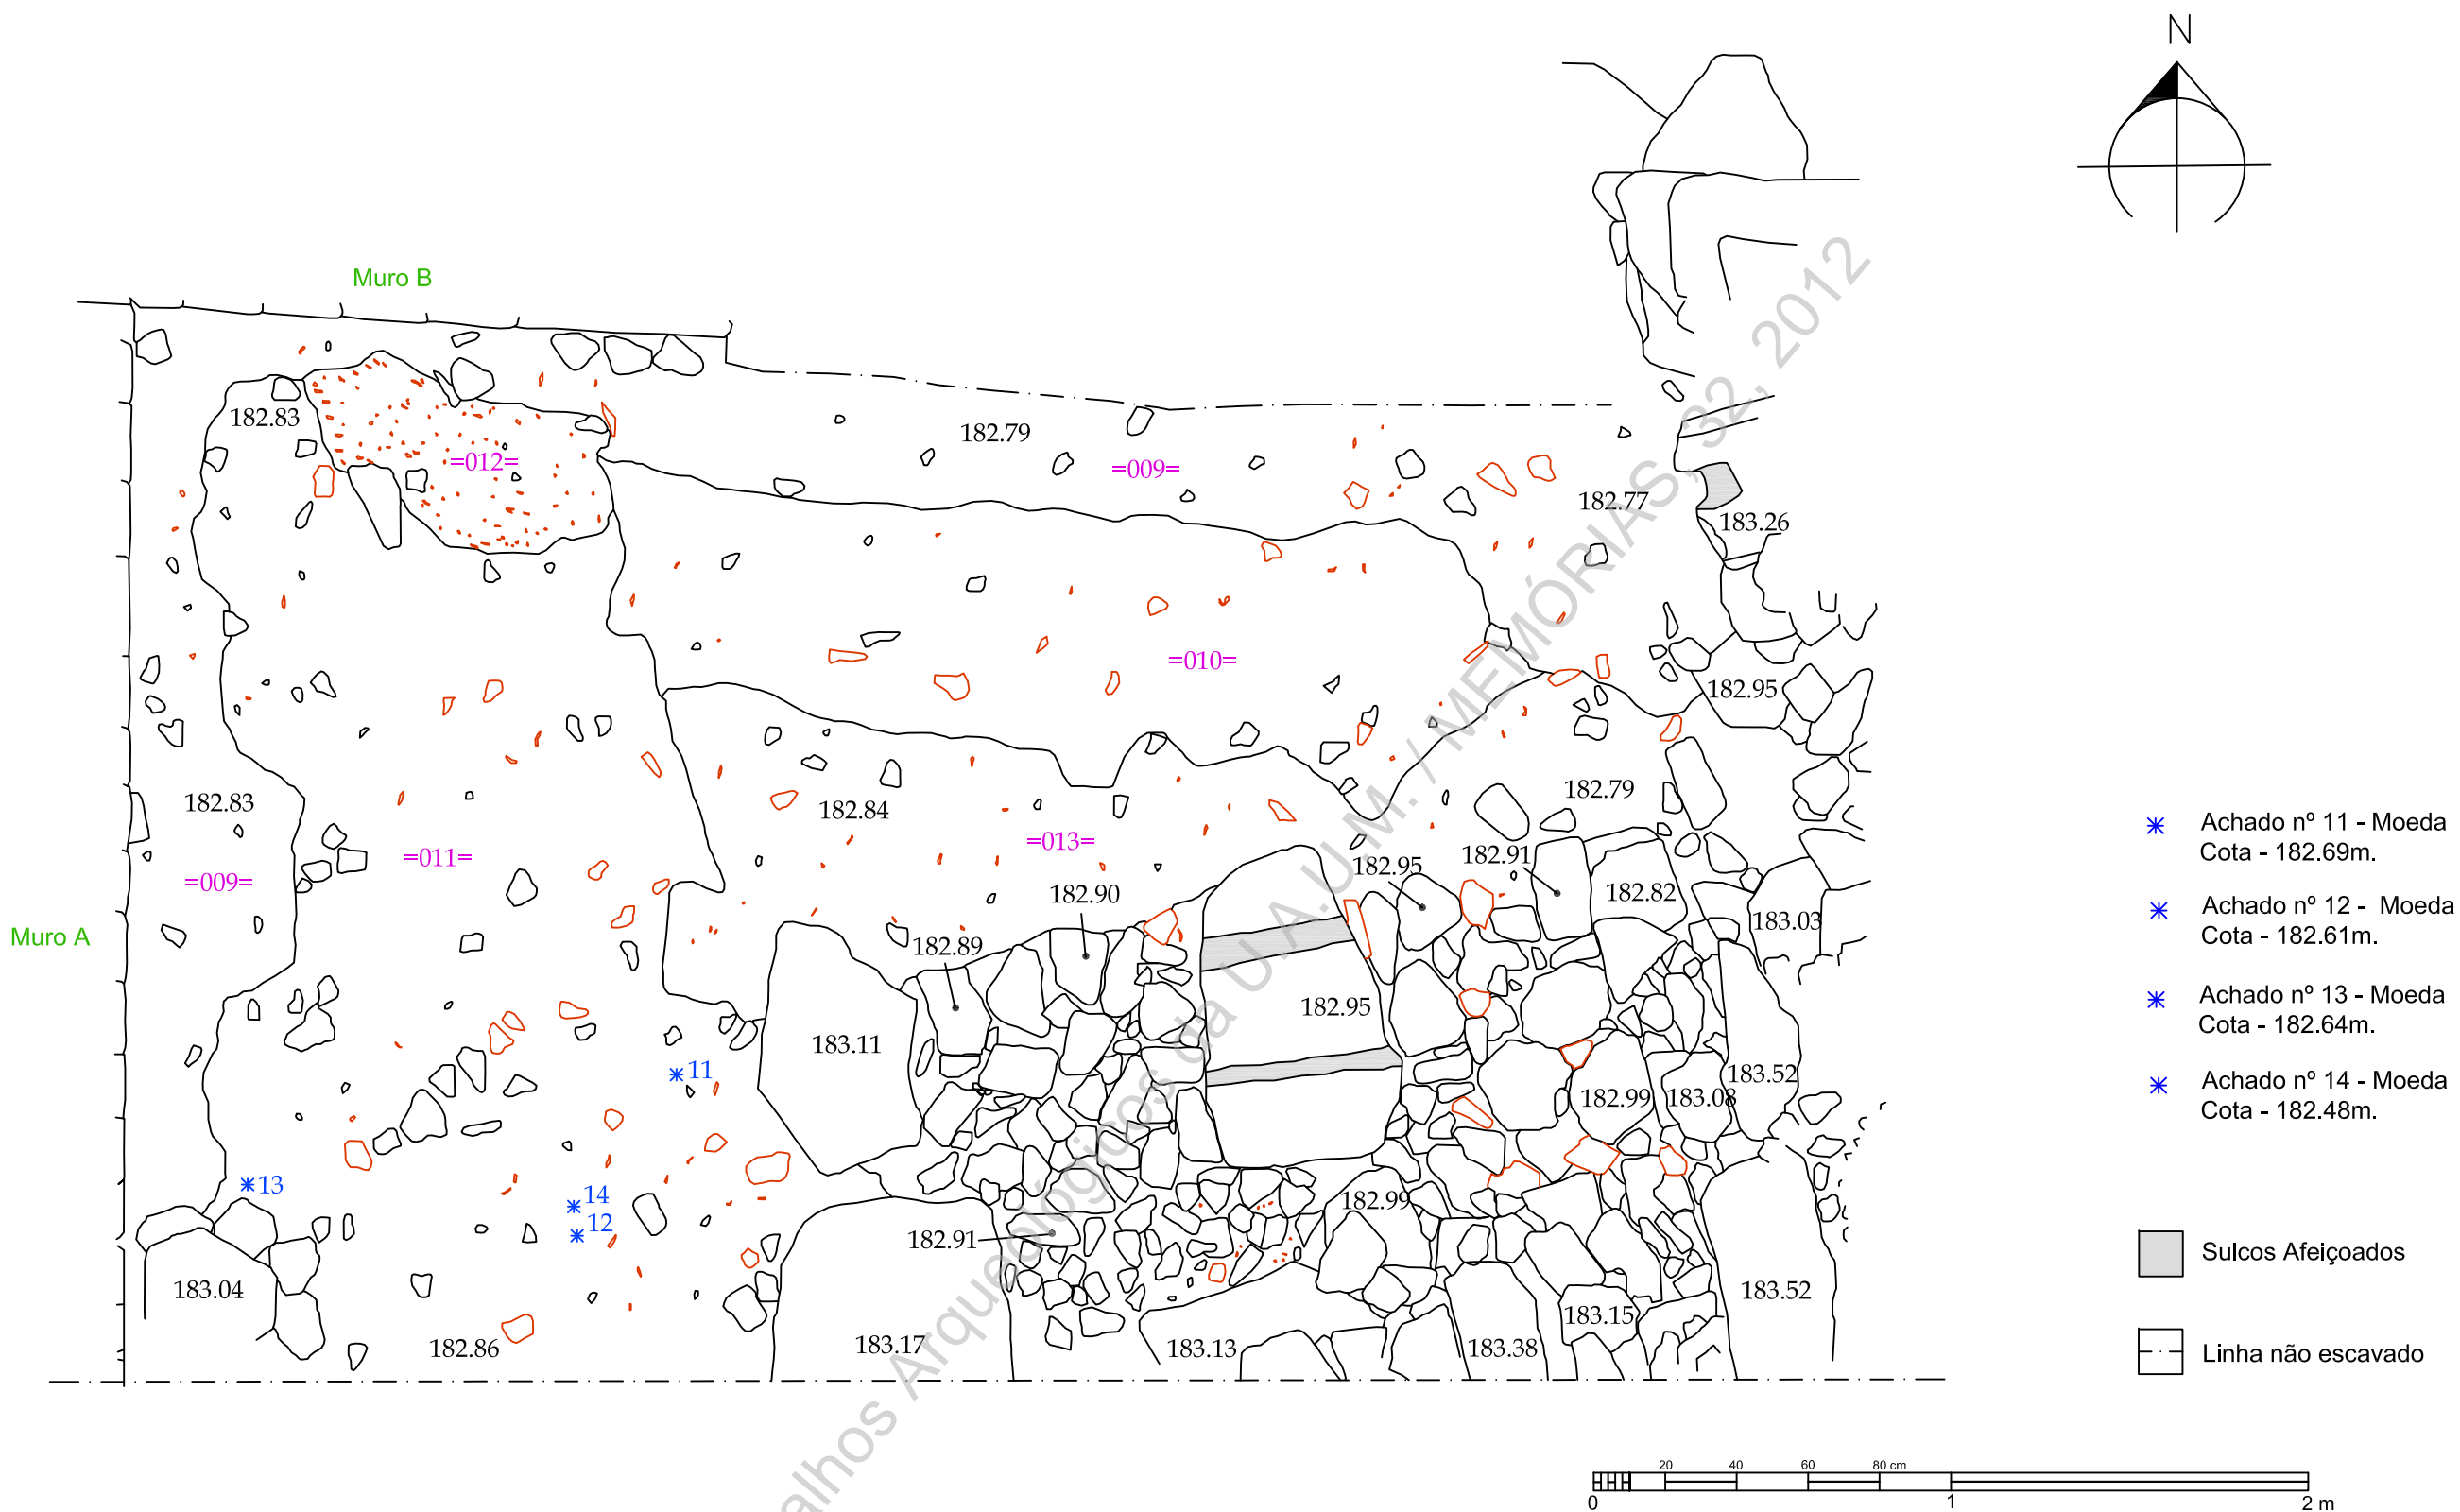 N
Muro B
182.83
182.79
=012=
=009=
182.77
183.26
=010=
182.95
182.83
182.84
182.79
=013=
=011=
=009=
182.95
182.91
182.90
182.82
183.03
Muro A
182.89
182.95
183.11
11
182.99
183.08
183.52
13
14
12
182.99
182.91
183.04
183.52
183.15
182.86
183.17
183.13
183.38
Achado nº 11 - Moeda
Cota - 182.69m.
Achado nº 12 - Moeda
Cota - 182.61m.
Achado nº 13 - Moeda
Cota - 182.64m.
Achado nº 14 - Moeda
Cota - 182.48m.
Sulcos Afeiçoados
Linha não escavado
20 40 60 80 cm
0 1 2 m
alhos Arqueológicos da U.A.U.M. / MEMÓRIAS, 32, 2012